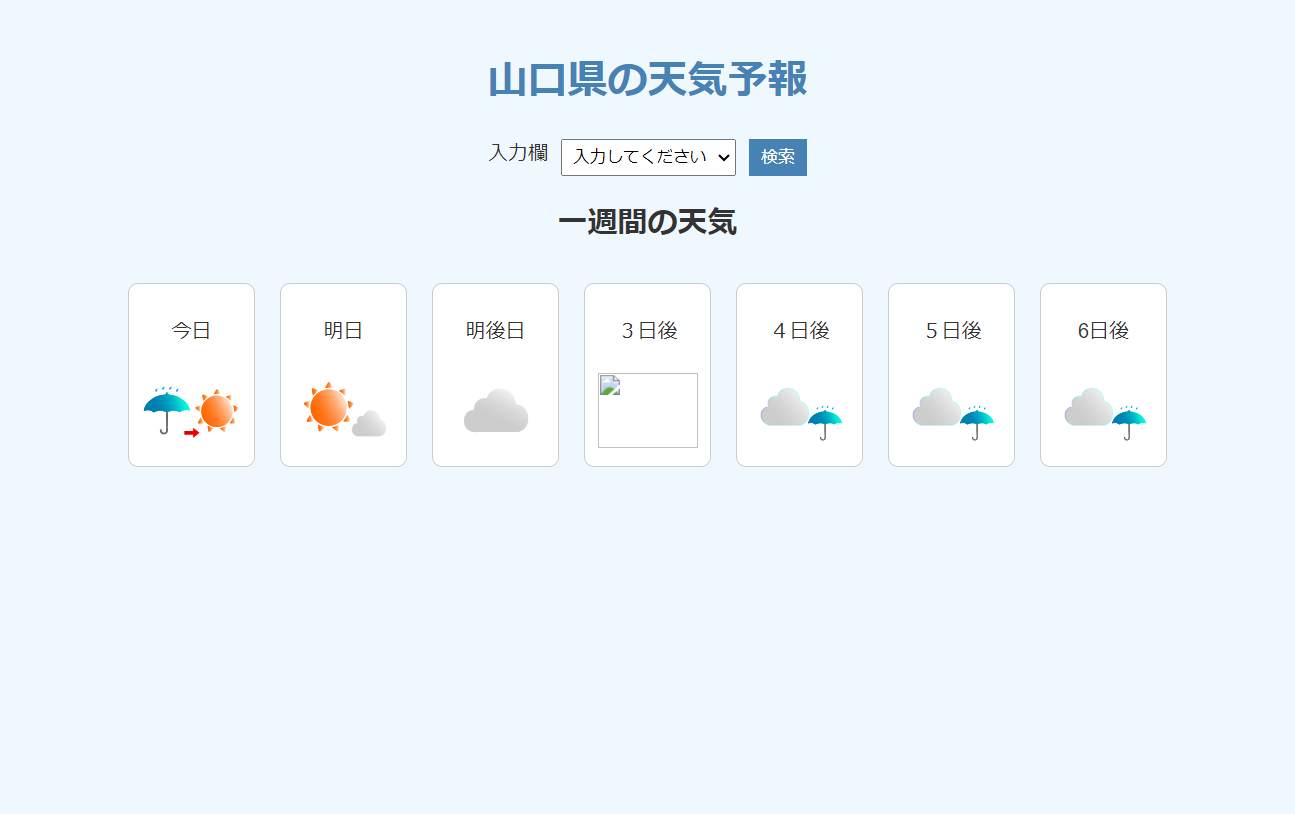 山口県の天気予報
入力欄 入力してください 検索
一週間の天気
今日 明日 明後日 ３日後 ４日後 ５日後 6日後